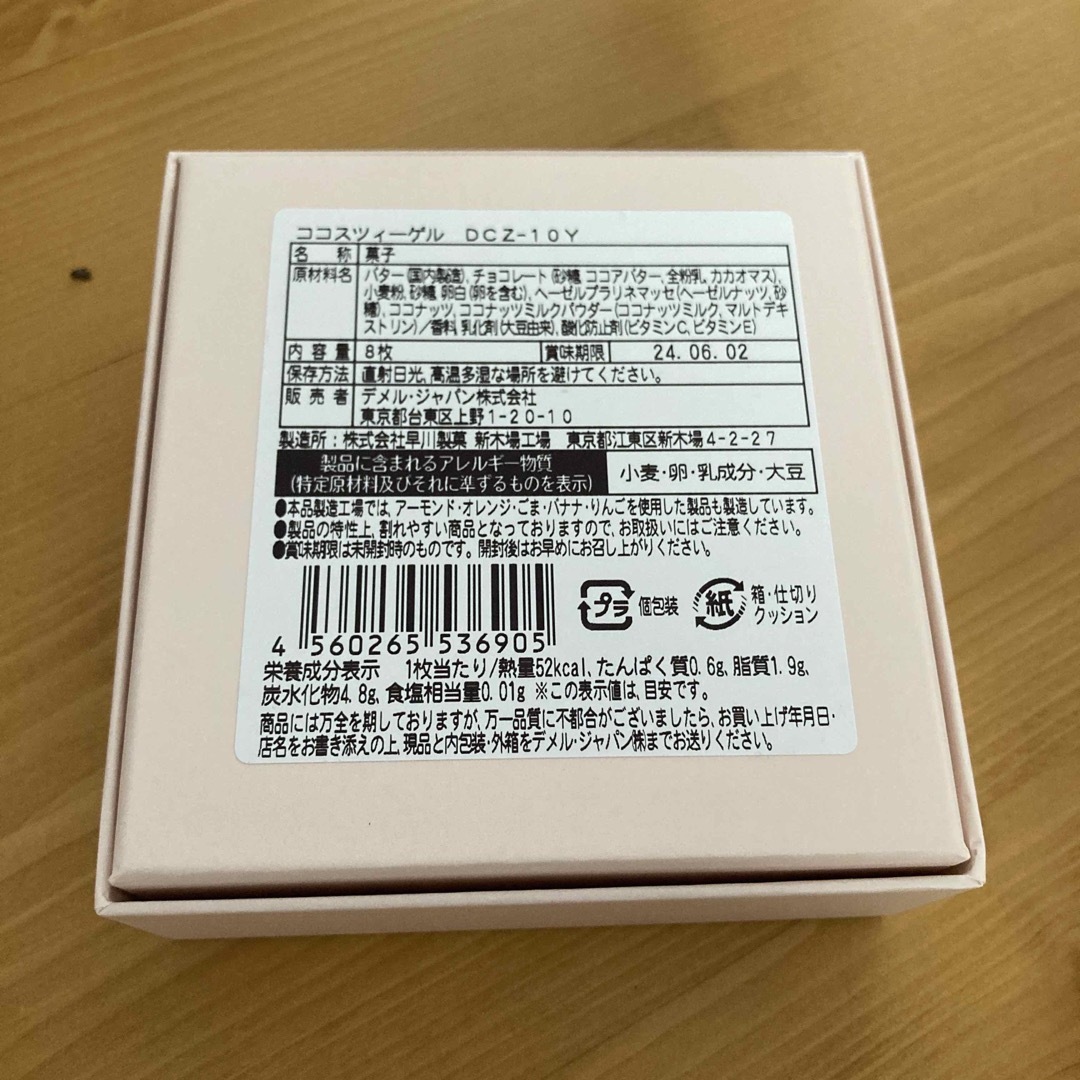 ココスツィーゲル DCZ-10Y
名称 菓子
原材料名 バター(国内製造)、チョコレート(砂糖、ココアバター、全粉乳、カカオマス)、
小麦粉、砂糖、卵白(卵を含む)、ヘーゼルプラリネマッセ(ヘーゼルナッツ、砂
糖)、ココナッツ、ココナッツミルクパウダー(ココナッツミルク、マルトデキ
ストリン)/香料、乳化剤(大豆由来)、酸化防止剤(ビタミンC、ビタミンE)
内容量 8枚 賞味期限 24.06.02
保存方法 直射日光、高温多湿な場所を避けてください。
販売者 デメル・ジャパン株式会社
東京都台東区上野1-20-10
製造所:株式会社早川製菓 新木場工場 東京都江東区新木場4-2-27
製品に含まれるアレルギー物質
(特定原材料及びそれに準ずるものを表示)
小麦・卵・乳成分・大豆
●本品製造工場では、アーモンド・オレンジ・ごま・バナナ・りんごを使用した製品も製造しています。
●製品の特性上、割れやすい商品となっておりますので、お取扱いにはご注意ください。
●賞味期限は未開封時のものです。開封後はお早めにお召し上がりください。
プラ 個包装
紙 箱・仕切り
クッション
4 560265 536905
栄養成分表示 1枚当たり/熱量52kcal、たんぱく質0.6g、脂質1.9g、
炭水化物4.8g、食塩相当量0.01g ※この表示値は、目安です。
商品には万全を期しておりますが、万一品質に不都合がございましたら、お買い上げ年月日・
店名をお書き添えの上、現品と内包装・外箱をデメル・ジャパン㈱までお送りください。